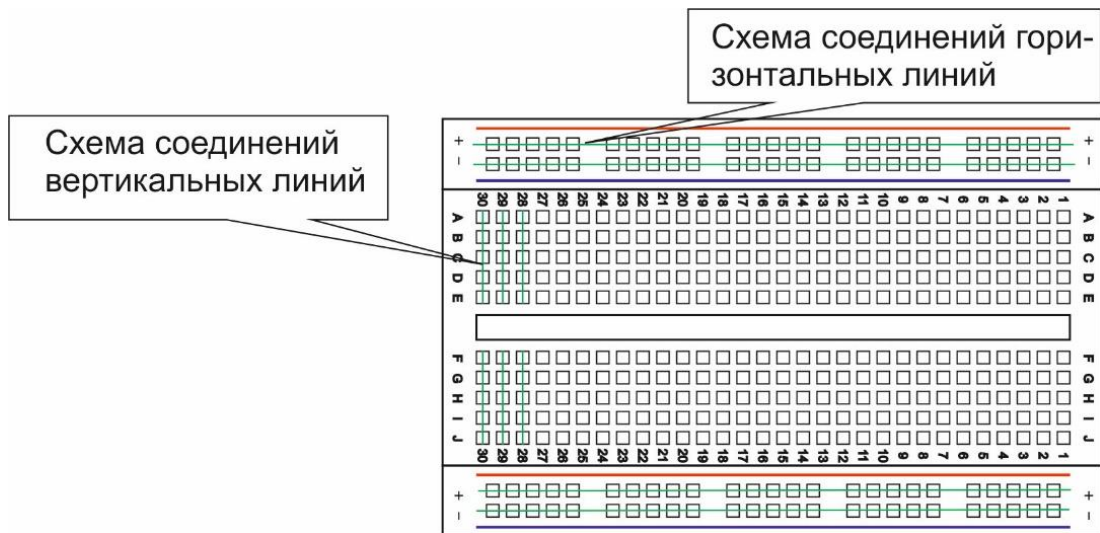 Схема соединений гори-
зонтальных линий
Схема соединений
вертикальных линий
+ +
- -
30 29 28 27 26 25 24 23 22 21 20 19 18 17 16 15 14 13 12 11 10 9 8 7 6 5 4 3 2 1
A A
B B
C C
D D
E E
F F
G G
H H
I I
J J
30 29 28 27 26 25 24 23 22 21 20 19 18 17 16 15 14 13 12 11 10 9 8 7 6 5 4 3 2 1
+ +
- -